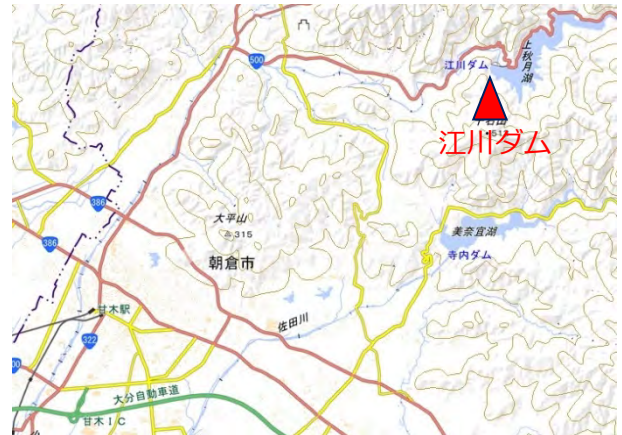 500
江川ダム
上秋月湖
江川ダム
386
大平山
315
美奈宜湖
386
朝倉市
寺内ダム
甘木駅
佐田川
322
大分自動車道
甘木IC